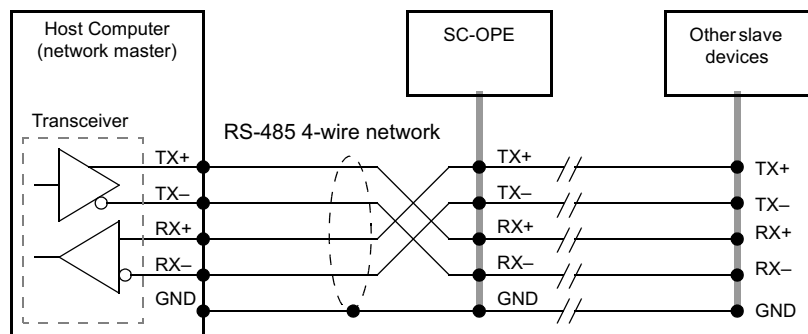 Host Computer
(network master)
SC-OPE
Other slave
devices
Transceiver
RS-485 4-wire network
TX+
TX–
RX+
RX–
GND
TX+
TX–
RX+
RX–
GND
TX+
TX–
RX+
RX–
GND